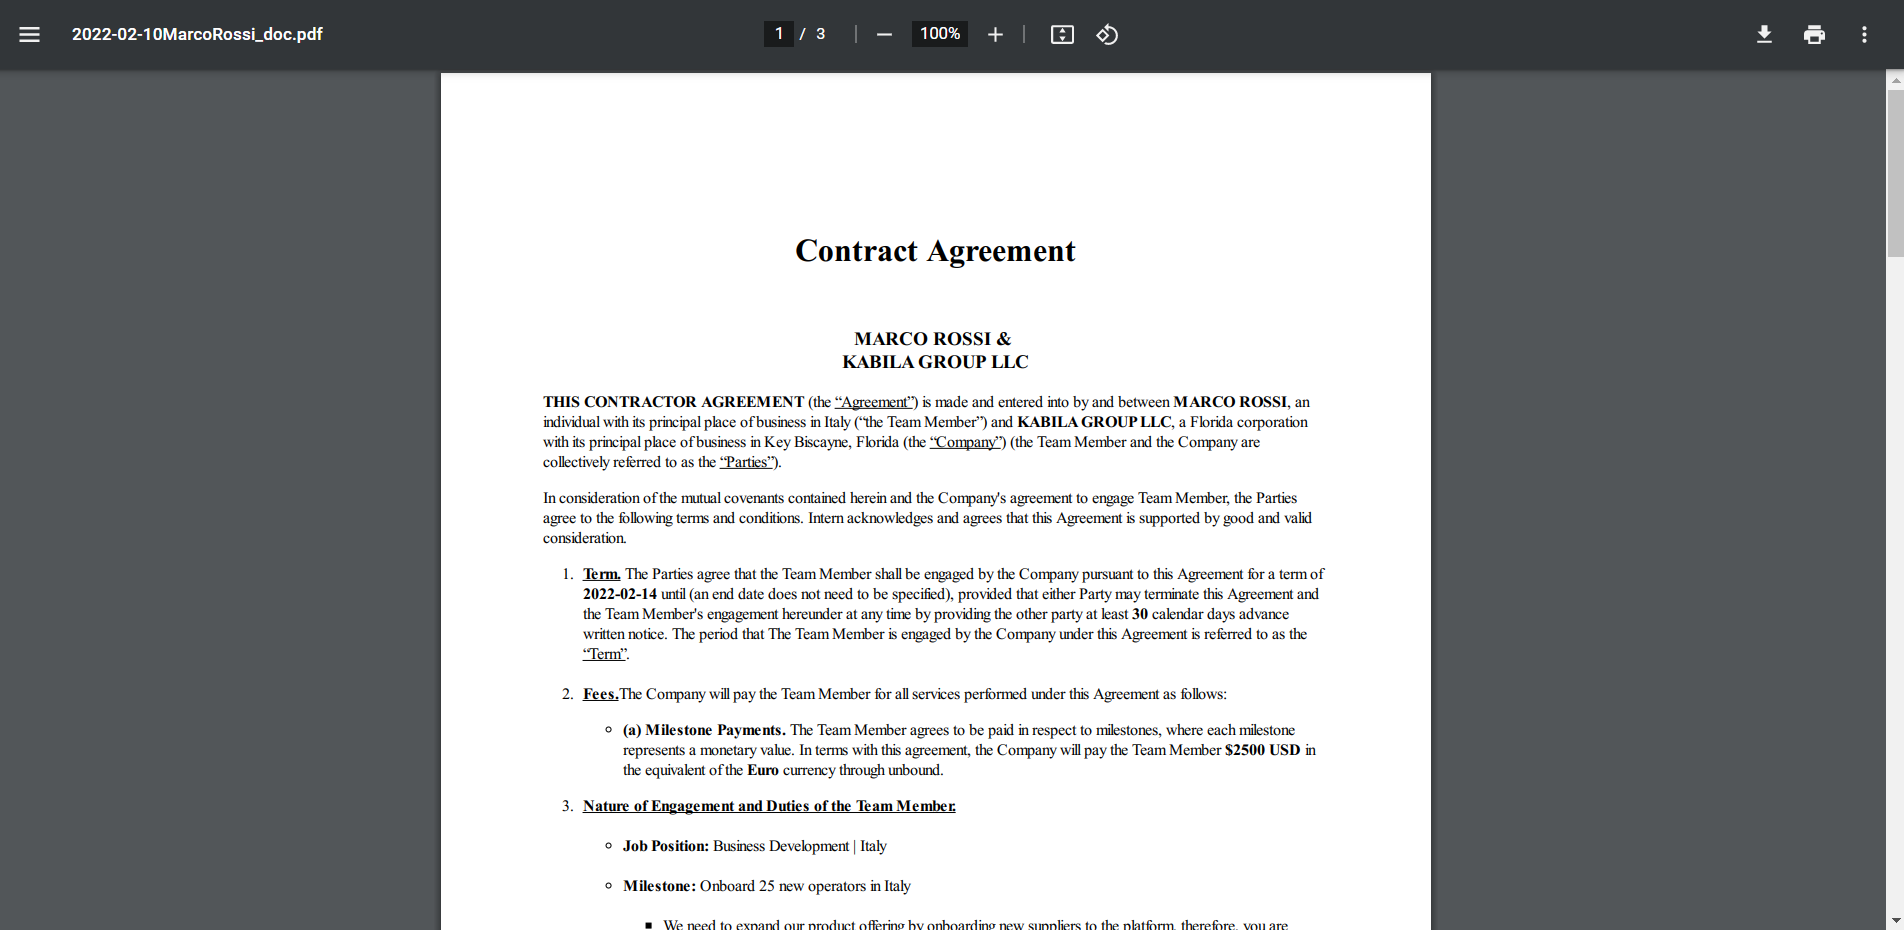 2022-02-10MarcoRossi_doc.pdf
1 / 3
100%
Contract Agreement
MARCO ROSSI &
KABILA GROUP LLC
THIS CONTRACTOR AGREEMENT (the “Agreement”) is made and entered into by and between MARCO ROSSI, an
individual with its principal place of business in Italy (“the Team Member”) and KABILA GROUP LLC, a Florida corporation
with its principal place of business in Key Biscayne, Florida (the “Company”) (the Team Member and the Company are
collectively referred to as the “Parties”).
In consideration of the mutual covenants contained herein and the Company's agreement to engage Team Member, the Parties
agree to the following terms and conditions. Intern acknowledges and agrees that this Agreement is supported by good and valid
consideration.
1. Term. The Parties agree that the Team Member shall be engaged by the Company pursuant to this Agreement for a term of
2022-02-14 until (an end date does not need to be specified), provided that either Party may terminate this Agreement and
the Team Member's engagement hereunder at any time by providing the other party at least 30 calendar days advance
written notice. The period that The Team Member is engaged by the Company under this Agreement is referred to as the
“Term”.
2. Fees.The Company will pay the Team Member for all services performed under this Agreement as follows:
(a) Milestone Payments. The Team Member agrees to be paid in respect to milestones, where each milestone
represents a monetary value. In terms with this agreement, the Company will pay the Team Member $2500 USD in
the equivalent of the Euro currency through unbound.
3. Nature of Engagement and Duties of the Team Member.
Job Position: Business Development | Italy
Milestone: Onboard 25 new operators in Italy
We need to expand our product offering by onboarding new suppliers to the platform, therefore, you are